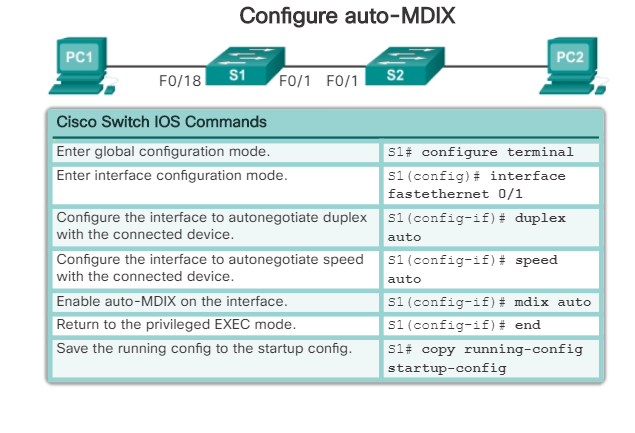 Configure auto-MDIX
PC1
PC2
S1
S2
F0/18
F0/1
F0/1
Cisco Switch IOS Commands
Enter global configuration mode.
S1# configure terminal
Enter interface configuration mode.
S1(config)# interface
fastethernet 0/1
Configure the interface to autonegotiate duplex
with the connected device.
S1(config-if)# duplex
auto
Configure the interface to autonegotiate speed
with the connected device.
S1(config-if)# speed
auto
Enable auto-MDIX on the interface.
S1(config-if)# mdix auto
Return to the privileged EXEC mode.
S1(config-if)# end
Save the running config to the startup config.
S1# copy running-config
startup-config